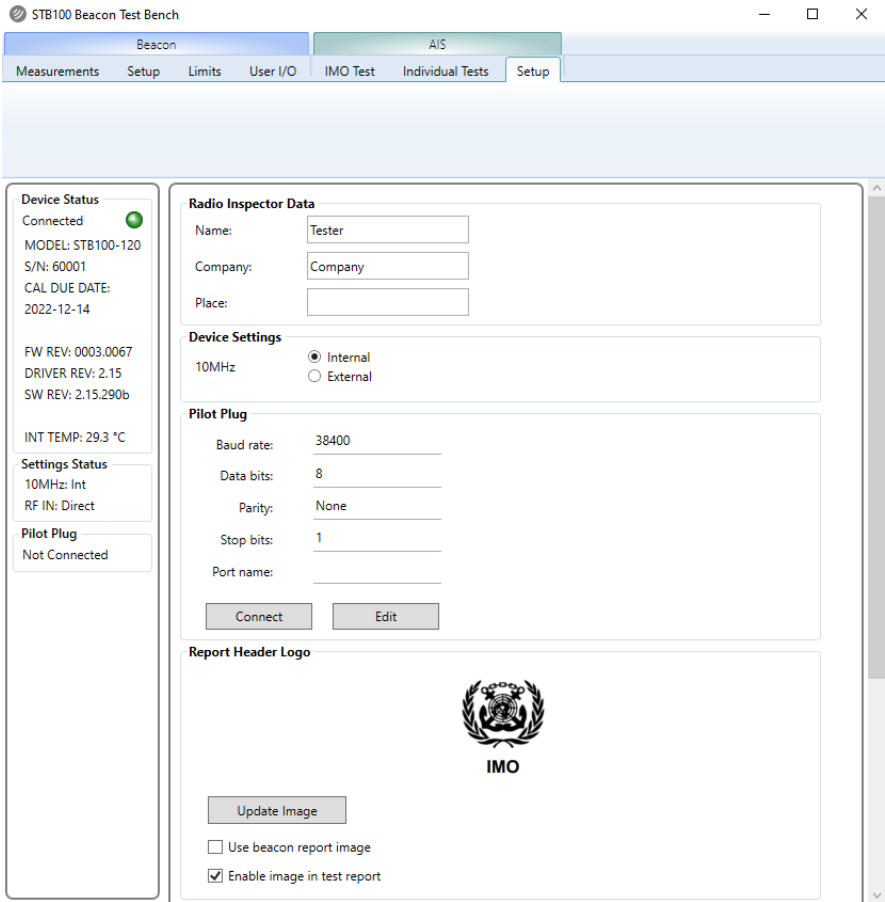 STB100 Beacon Test Bench
Beacon AIS
Measurements Setup Limits User I/O IMO Test Individual Tests Setup
Device Status
Connected
MODEL: STB100-120
S/N: 60001
CAL DUE DATE:
2022-12-14
FW REV: 0003.0067
DRIVER REV: 2.15
SW REV: 2.15.290b
INT TEMP: 29.3 °C
Settings Status
10MHz: Int
RF IN: Direct
Pilot Plug
Not Connected
Radio Inspector Data
Name: Tester
Company: Company
Place:
Device Settings
10MHz
Internal
External
Pilot Plug
Baud rate: 38400
Data bits: 8
Parity: None
Stop bits: 1
Port name:
Connect Edit
Report Header Logo
IMO
Update Image
Use beacon report image
Enable image in test report